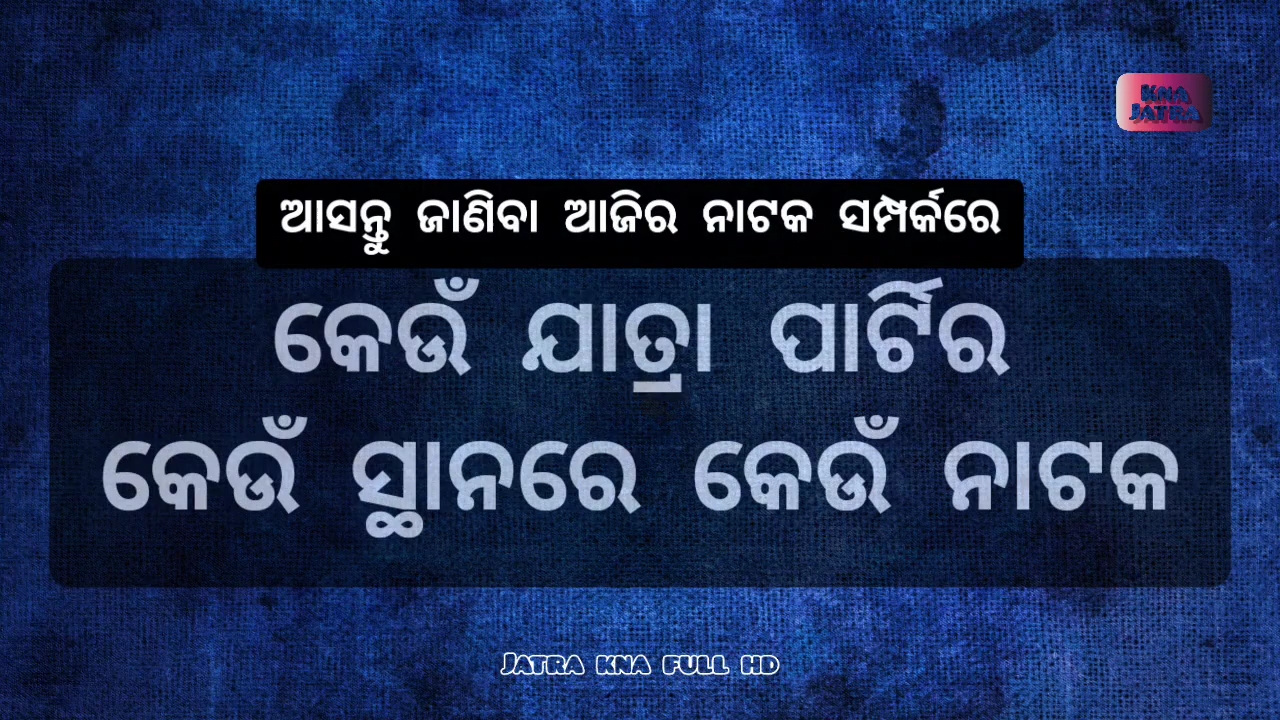 Kna
Jatra
ଆସନ୍ତୁ ଜାଣିବା ଆଜିର ନାଟକ ସମ୍ପର୍କରେ
କେଉଁ ଯାତ୍ରା ପାର୍ଟିର
କେଉଁ ସ୍ଥାନରେ କେଉଁ ନାଟକ
Jatra kna full hd